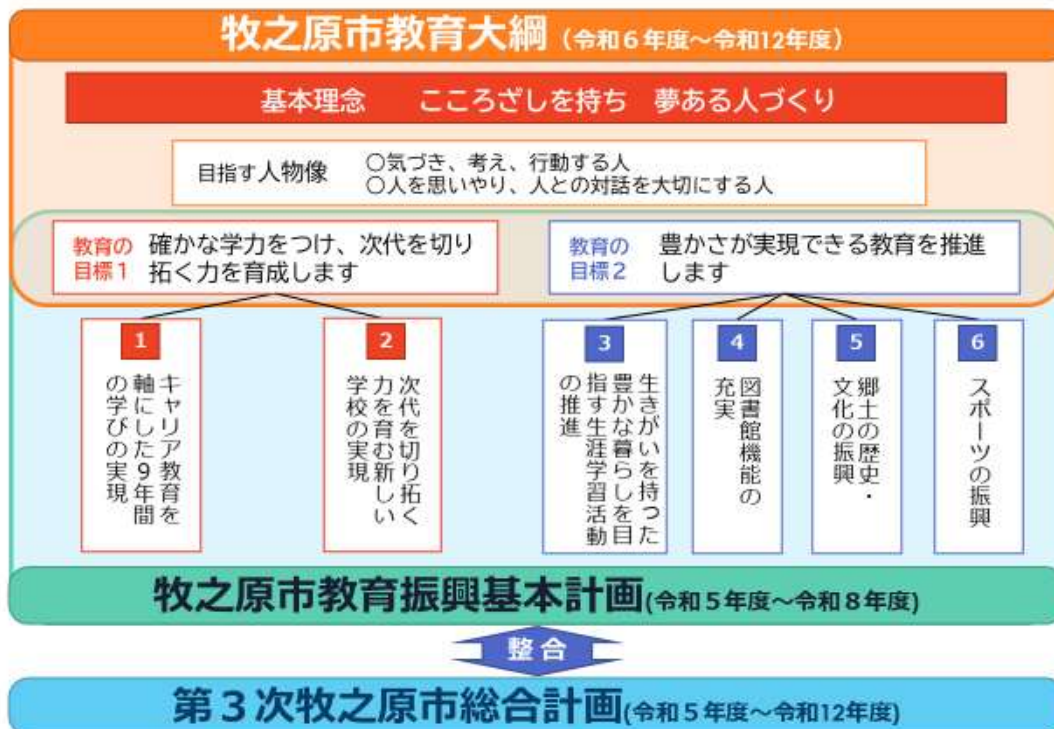 牧之原市教育大綱（令和６年度～令和12年度）
基本理念　　こころざしを持ち　夢ある人づくり
目指す人物像
○気づき、考え、行動する人
○人を思いやり、人との対話を大切にする人
教育の
目標１
確かな学力をつけ、次代を切り
拓く力を育成します
教育の
目標２
豊かさが実現できる教育を推進
します
1
キャリア教育を
軸にした９年間
の学びの実現
2
次代を切り拓く
力を育む新しい
学校の実現
3
生きがいを持った
豊かな暮らしを目
指す生涯学習活動
の推進
4
図書館機能の
充実
5
郷土の歴史・
文化の振興
6
スポーツの振興
牧之原市教育振興基本計画(令和５年度～令和８年度)
整合
第３次牧之原市総合計画(令和５年度～令和12年度)